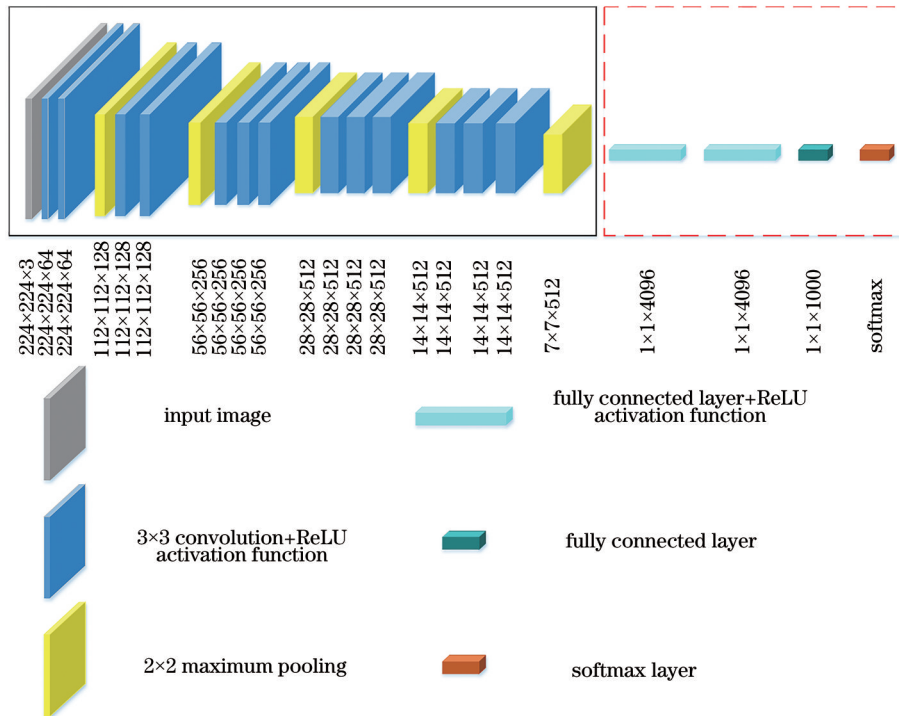 224×224×3
224×224×64
224×224×64
112×112×128
112×112×128
112×112×128
56×56×256
56×56×256
56×56×256
56×56×256
28×28×512
28×28×512
28×28×512
28×28×512
14×14×512
14×14×512
14×14×512
14×14×512
7×7×512
1×1×4096
1×1×4096
1×1×1000
softmax
input image
fully connected layer+ReLU
activation function
3×3 convolution+ReLU
activation function
fully connected layer
2×2 maximum pooling
softmax layer